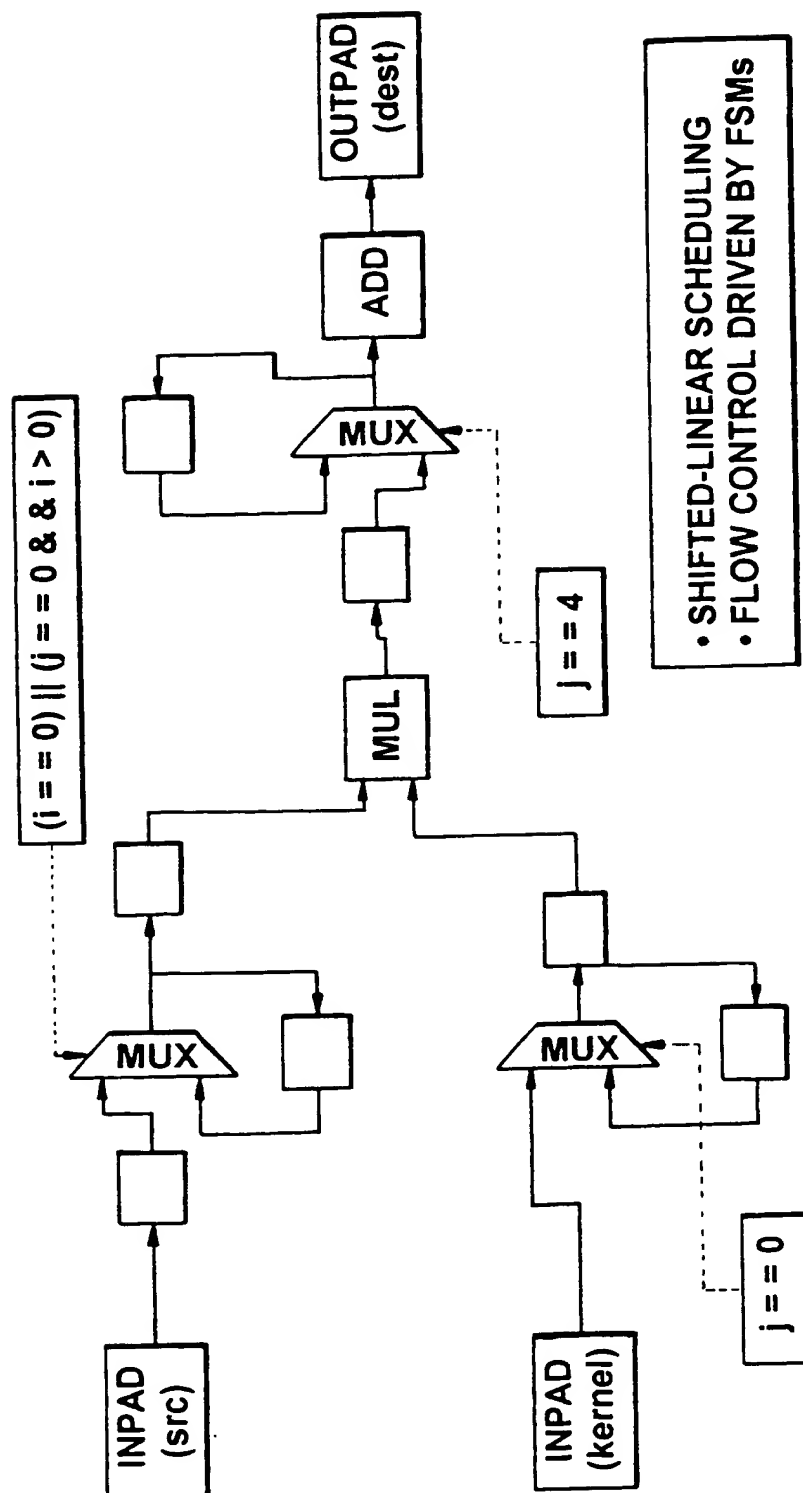 (i = = 0) || (j = = 0 & & i > 0)
INPAD
(src)
MUX
MUL
MUX
ADD
OUTPAD
(dest)
INPAD
(kernel)
MUX
j = = 0
j = = 4
• SHIFTED-LINEAR SCHEDULING
• FLOW CONTROL DRIVEN BY FSMs